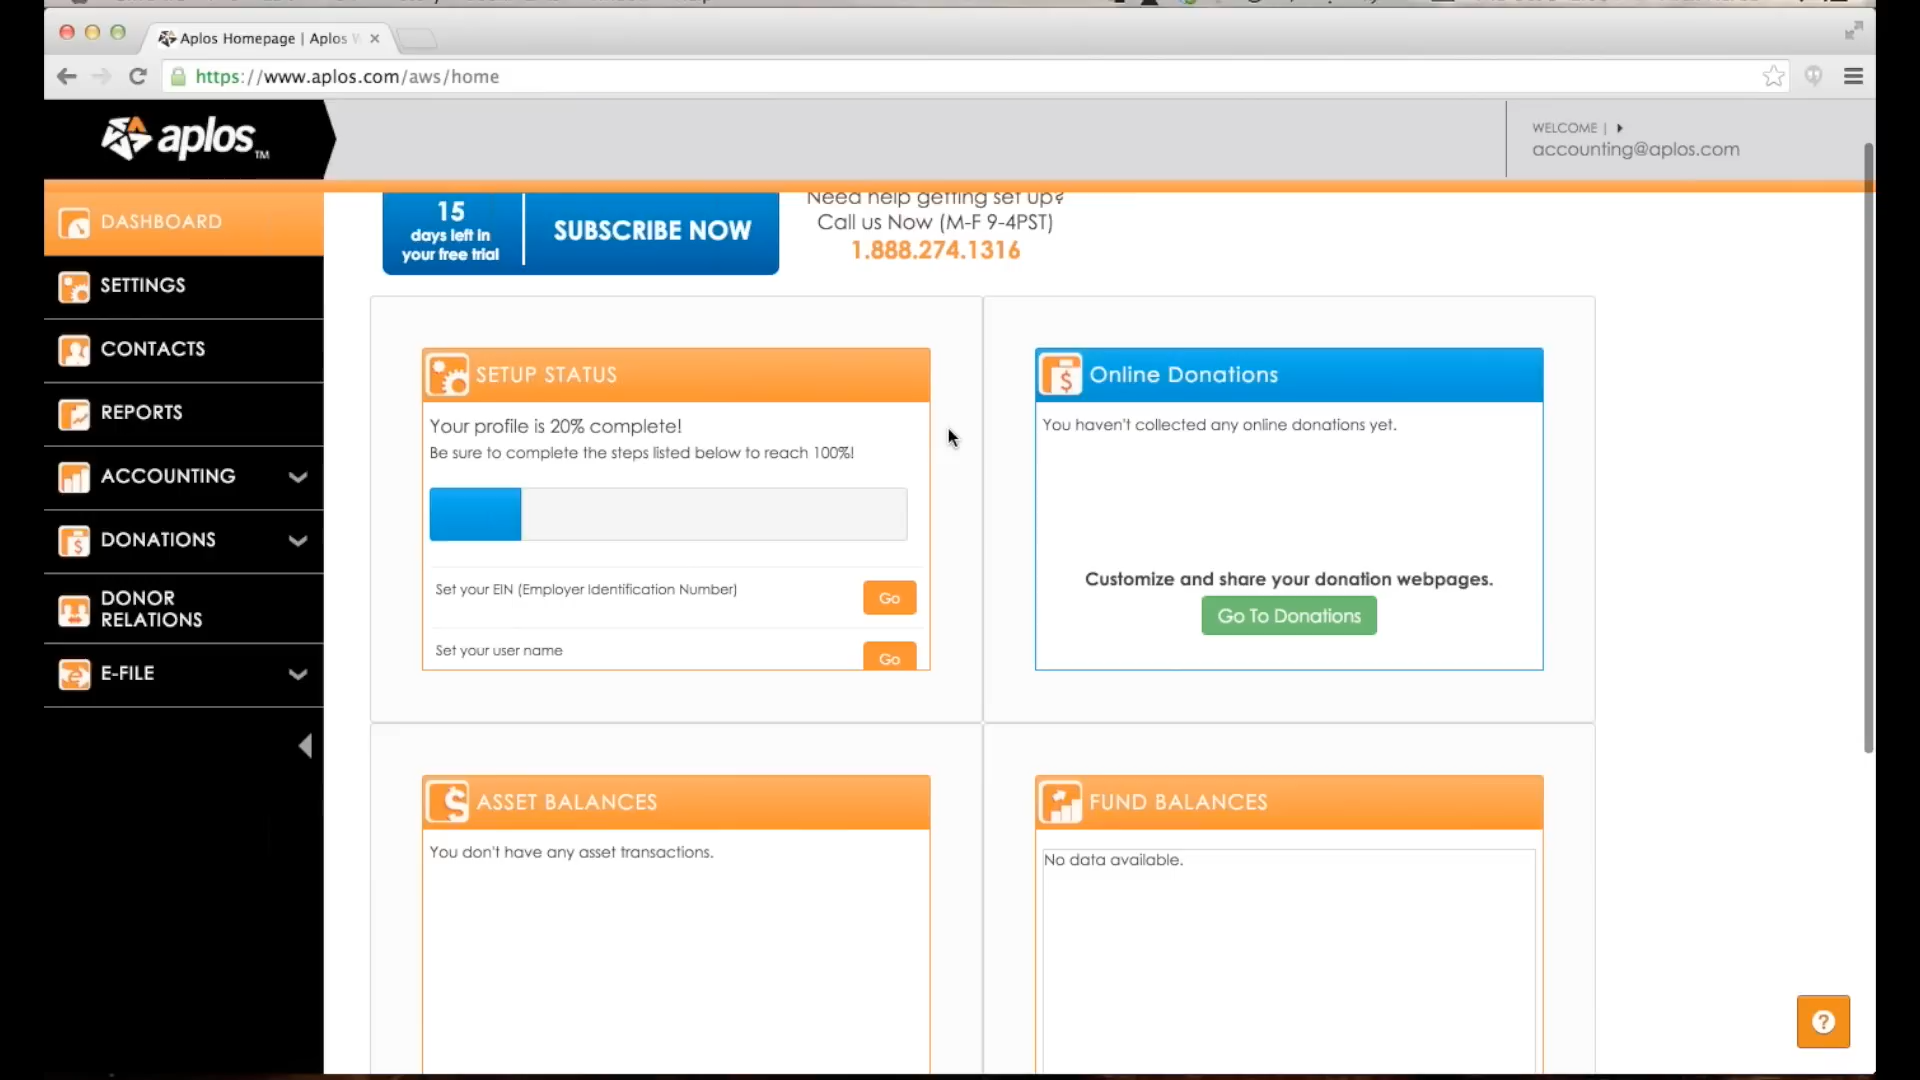 Aplos Homepage | Aplos
https://www.aplos.com/aws/home
aplos TM
WELCOME |
accounting@aplos.com
DASHBOARD
SETTINGS
CONTACTS
REPORTS
ACCOUNTING
DONATIONS
DONOR
RELATIONS
E-FILE
15
days left in
your free trial
SUBSCRIBE NOW
Need help getting set up?
Call us Now (M-F 9-4PST)
1.888.274.1316
SETUP STATUS
Your profile is 20% complete!
Be sure to complete the steps listed below to reach 100%!
Set your EIN (Employer Identification Number)
Go
Set your user name
Go
Online Donations
You haven't collected any online donations yet.
Customize and share your donation webpages.
Go To Donations
ASSET BALANCES
You don't have any asset transactions.
FUND BALANCES
No data available.
?